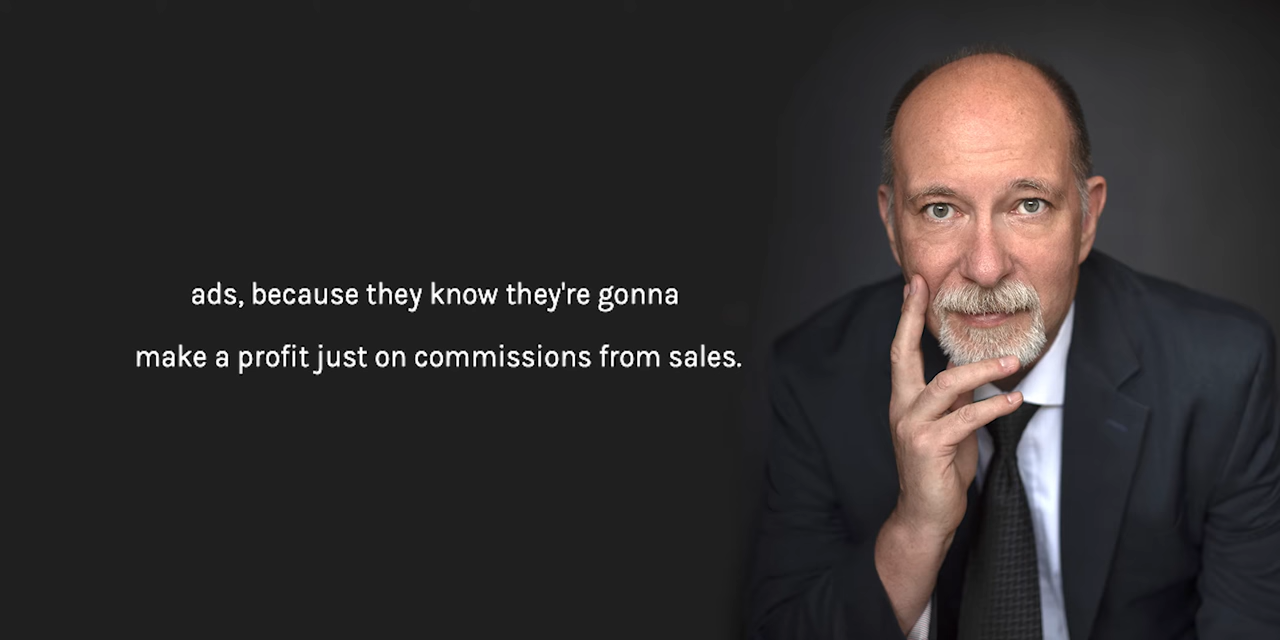 ads, because they know they're gonna
make a profit just on commissions from sales.